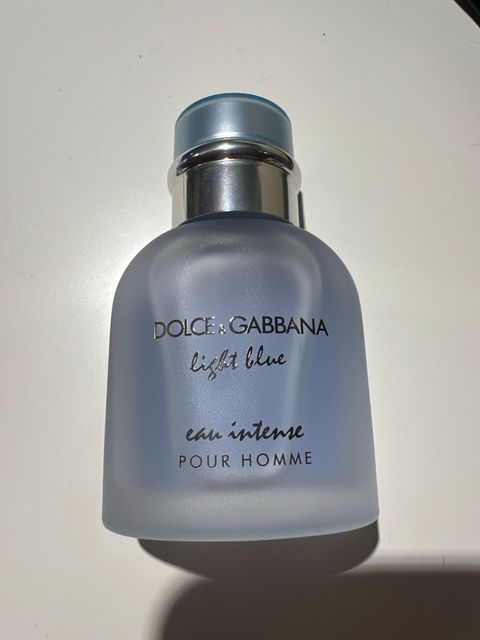 DOLCE & GABBANA
light blue
eau intense
POUR HOMME